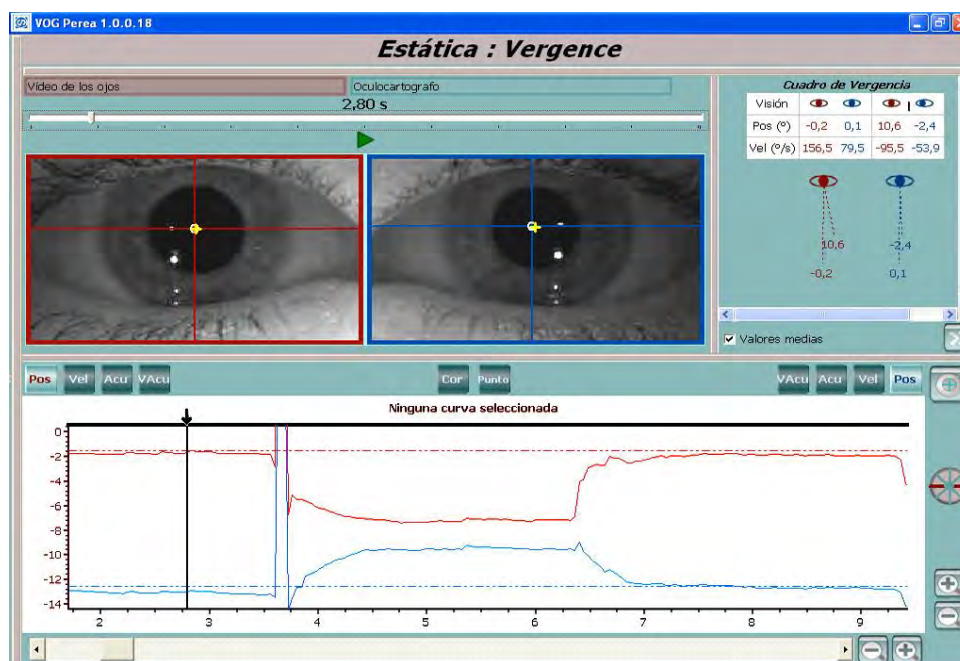 VOG Perea 1.0.0.18
Estática : Vergence
Vídeo de los ojos
Oculocartografo
2,80 s
Cuadro de Vergencia
Visión
Pos (º) -0,2 0,1 10,6 -2,4
Vel (º/s) 156,5 79,5 -95,5 -53,9
10,6 -2,4
-0,2 0,1
Valores medias
Pos Vel Acu VAcu Cor Punto VAcu Acu Vel Pos
Ninguna curva seleccionada
0
-2
-4
-6
-8
-10
-12
-14
2 3 4 5 6 7 8 9